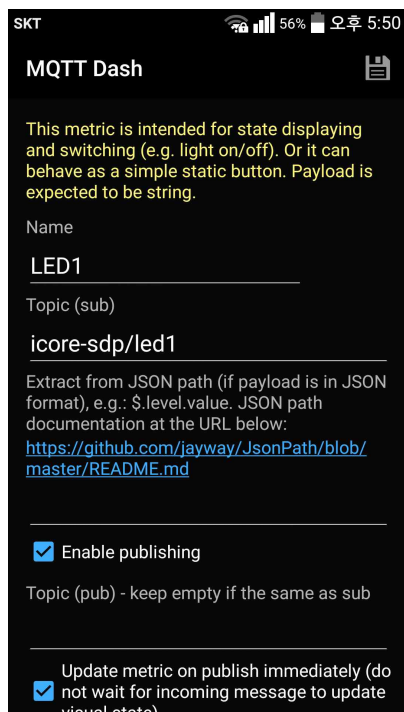 SKT 56% 오후 5:50
MQTT Dash
This metric is intended for state displaying
and switching (e.g. light on/off). Or it can
behave as a simple static button. Payload is
expected to be string.
Name
LED1
Topic (sub)
icore-sdp/led1
Extract from JSON path (if payload is in JSON
format), e.g.: $.level.value. JSON path
documentation at the URL below:
https://github.com/jayway/JsonPath/blob/
master/README.md
Enable publishing
Topic (pub) - keep empty if the same as sub
Update metric on publish immediately (do
not wait for incoming message to update
visual state)